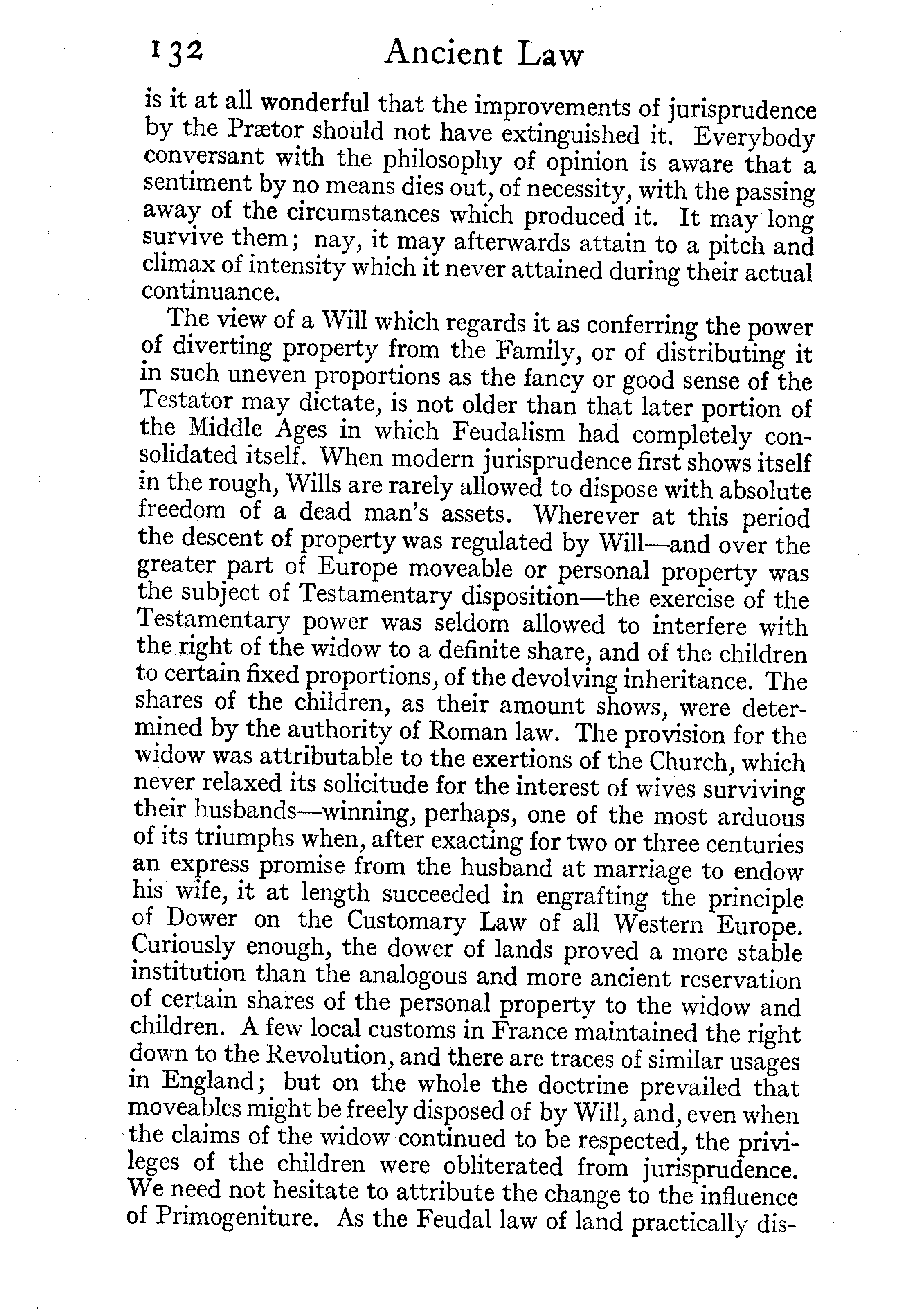 132 Ancient Law
is it at all wonderful that the improvements of jurisprudence
by the Prætor should not have extinguished it. Everybody
conversant with the philosophy of opinion is aware that a
sentiment by no means dies out, of necessity, with the passing
away of the circumstances which produced it. It may long
survive them; nay, it may afterwards attain to a pitch and
climax of intensity which it never attained during their actual
continuance.
The view of a Will which regards it as conferring the power
of diverting property from the Family, or of distributing it
in such uneven proportions as the fancy or good sense of the
Testator may dictate, is not older than that later portion of
the Middle Ages in which Feudalism had completely con-
solidated itself. When modern jurisprudence first shows itself
in the rough, Wills are rarely allowed to dispose with absolute
freedom of a dead man's assets. Wherever at this period
the descent of property was regulated by Will—and over the
greater part of Europe moveable or personal property was
the subject of Testamentary disposition—the exercise of the
Testamentary power was seldom allowed to interfere with
the right of the widow to a definite share, and of the children
to certain fixed proportions, of the devolving inheritance. The
shares of the children, as their amount shows, were deter-
mined by the authority of Roman law. The provision for the
widow was attributable to the exertions of the Church, which
never relaxed its solicitude for the interest of wives surviving
their husbands—winning, perhaps, one of the most arduous
of its triumphs when, after exacting for two or three centuries
an express promise from the husband at marriage to endow
his wife, it at length succeeded in engrafting the principle
of Dower on the Customary Law of all Western Europe.
Curiously enough, the dower of lands proved a more stable
institution than the analogous and more ancient reservation
of certain shares of the personal property to the widow and
children. A few local customs in France maintained the right
down to the Revolution, and there are traces of similar usages
in England; but on the whole the doctrine prevailed that
moveables might be freely disposed of by Will, and, even when
the claims of the widow continued to be respected, the privi-
leges of the children were obliterated from jurisprudence.
We need not hesitate to attribute the change to the influence
of Primogeniture. As the Feudal law of land practically dis-